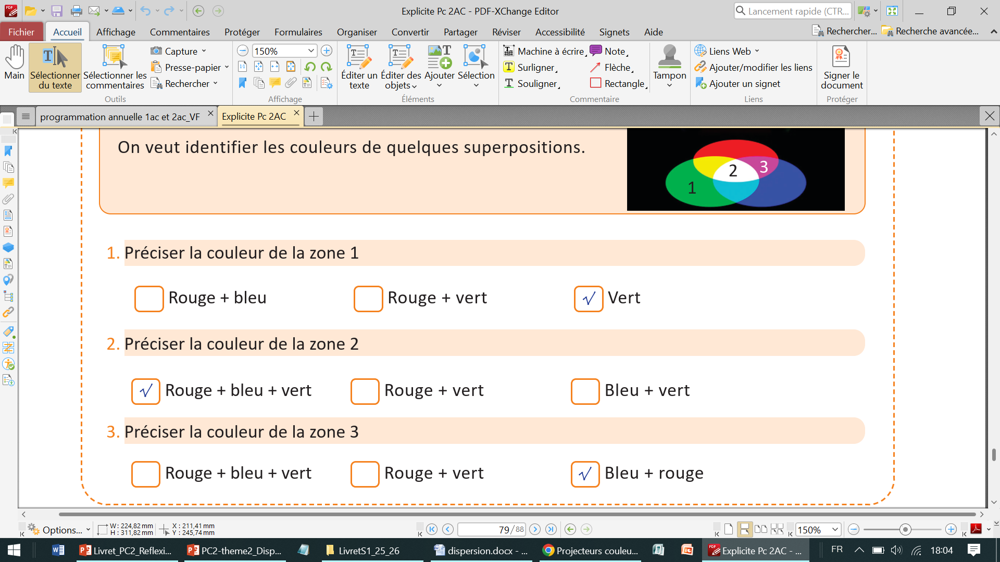 Explicite Pc 2AC - PDF-XChange Editor
Lancement rapide (CTR...
Fichier Accueil Affichage Commentaires Protéger Formulaires Organiser Convertir Partager Réviser Accessibilité Signets Aide
Rechercher... Recherche avancée...
Main
Sélectionner du texte
Sélectionner les commentaires
Capture
Presse-papier
Rechercher
Outils
150%
Affichage
Éditer un texte
Éditer des objets
Ajouter
Sélection
Éléments
Machine à écrire
Surligner
Souligner
Note
Flèche
Rectangle
Tampon
Commentaire
Liens Web
Ajouter/modifier les liens
Ajouter un signet
Liens
Signer le document
Protéger
programmation annuelle 1ac et 2ac_VF
Explicite Pc 2AC
On veut identifier les couleurs de quelques superpositions.
2 3
1
1. Préciser la couleur de la zone 1
Rouge + bleu Rouge + vert √ Vert
2. Préciser la couleur de la zone 2
√ Rouge + bleu + vert Rouge + vert Bleu + vert
3. Préciser la couleur de la zone 3
Rouge + bleu + vert Rouge + vert √ Bleu + rouge
Options...
W : 224,82 mm
H : 311,82 mm
X : 211,41 mm
Y : 245,74 mm
79 / 88
150%
Livret_PC2_Reflexi... PC2-theme2_Disp... LivretS1_25_26 dispersion.docx - ... Projecteurs couleu... Explicite Pc 2AC - ... FR 18:04